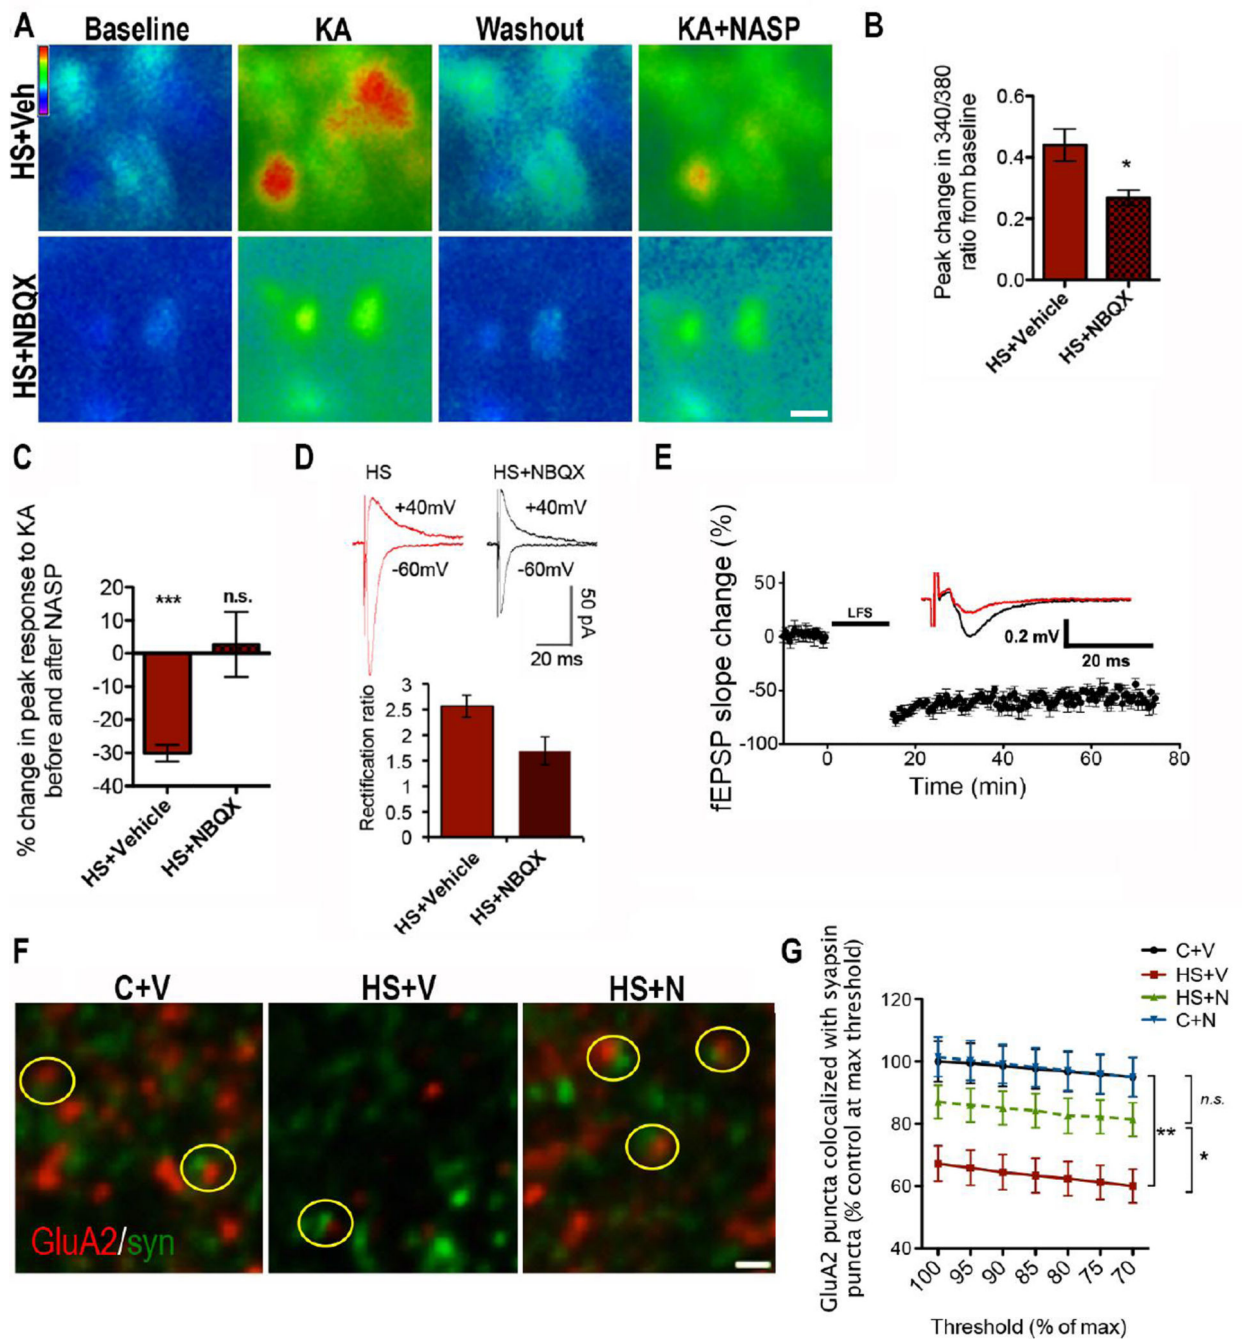 A
Baseline
KA
Washout
KA+NASP
HS+Veh
HS+NBQX
B
Peak change in 340/380
ratio from baseline
0.6
0.4
0.2
0.0
*
HS+Vehicle
HS+NBQX
C
% change in peak response to KA
before and after NASP
20
10
0
-10
-20
-30
-40
***
n.s.
HS+Vehicle
HS+NBQX
D
HS
HS+NBQX
+40mV
+40mV
-60mV
-60mV
50 pA
20 ms
Rectification ratio
3
2.5
2
1.5
1
0.5
0
HS+Vehicle
HS+NBQX
E
fEPSP slope change (%)
50
0
-50
-100
LFS
0.2 mV
20 ms
0
20
40
60
80
Time (min)
F
C+V
HS+V
HS+N
GluA2/syn
G
C+V
HS+V
HS+N
C+N
GluA2 puncta colocalized with syapsin
puncta (% control at max threshold)
120
100
80
60
40
n.s.
**
*
100
95
90
85
80
75
70
Threshold (% of max)